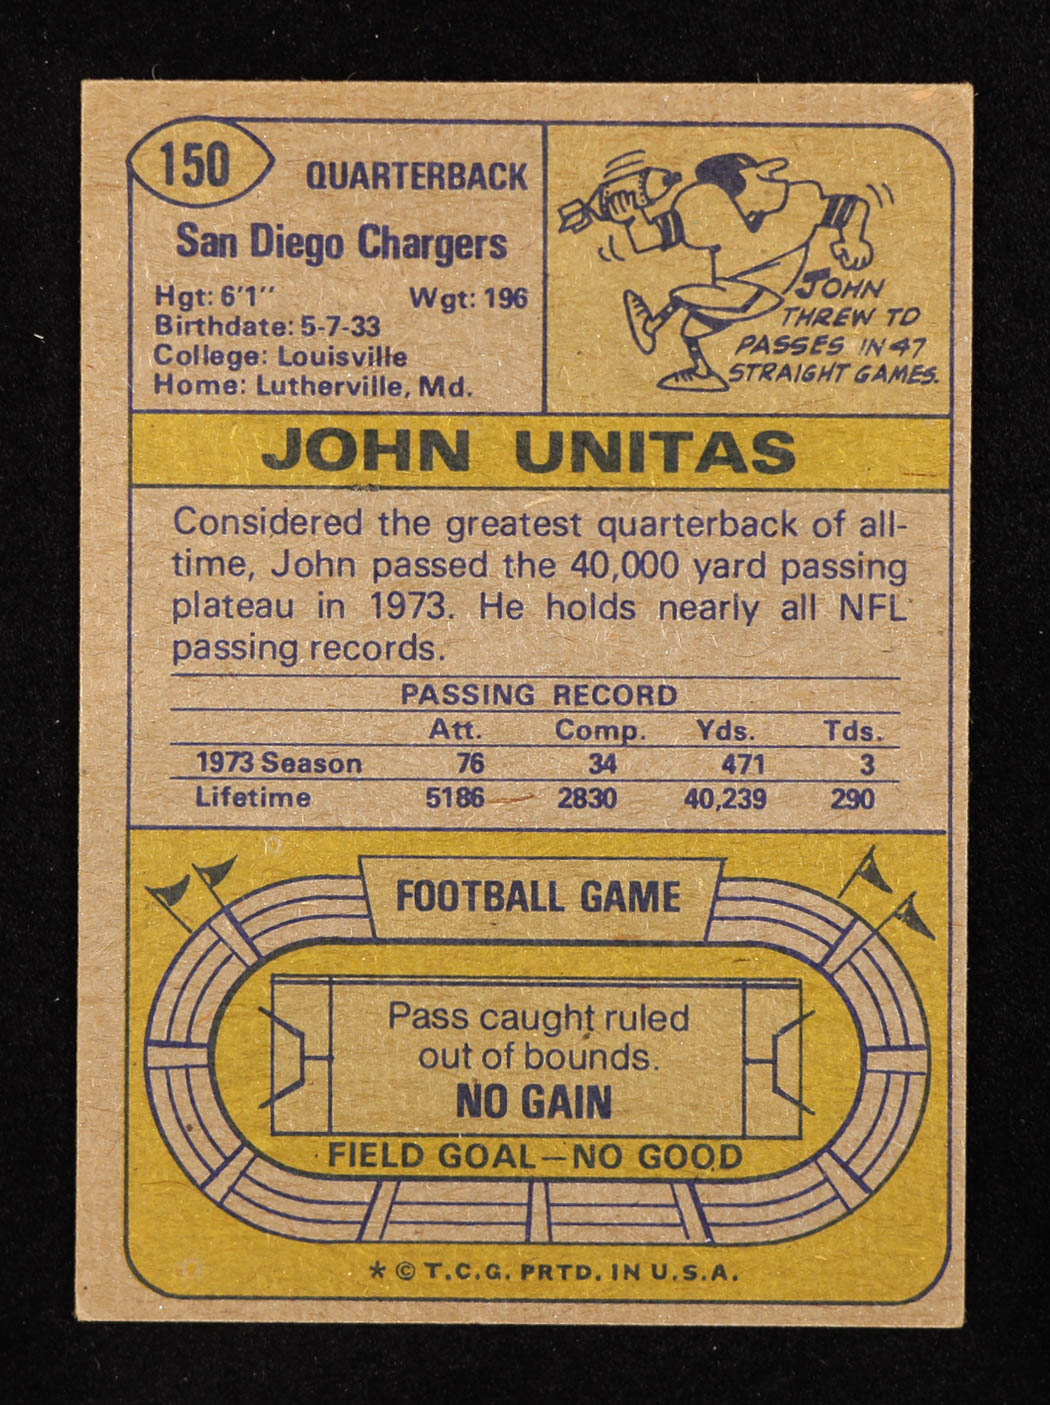 150
QUARTERBACK
San Diego Chargers
Hgt: 6'1" Wgt: 196
Birthdate: 5-7-33
College: Louisville
Home: Lutherville, Md.
JOHN
THREW TD
PASSES IN 47
STRAIGHT GAMES.
JOHN UNITAS
Considered the greatest quarterback of all-
time, John passed the 40,000 yard passing
plateau in 1973. He holds nearly all NFL
passing records.
PASSING RECORD
Att. Comp. Yds. Tds.
1973 Season 76 34 471 3
Lifetime 5186 2830 40,239 290
FOOTBALL GAME
Pass caught ruled
out of bounds.
NO GAIN
FIELD GOAL—NO GOOD
* © T.C.G. PRTD. IN U.S.A.